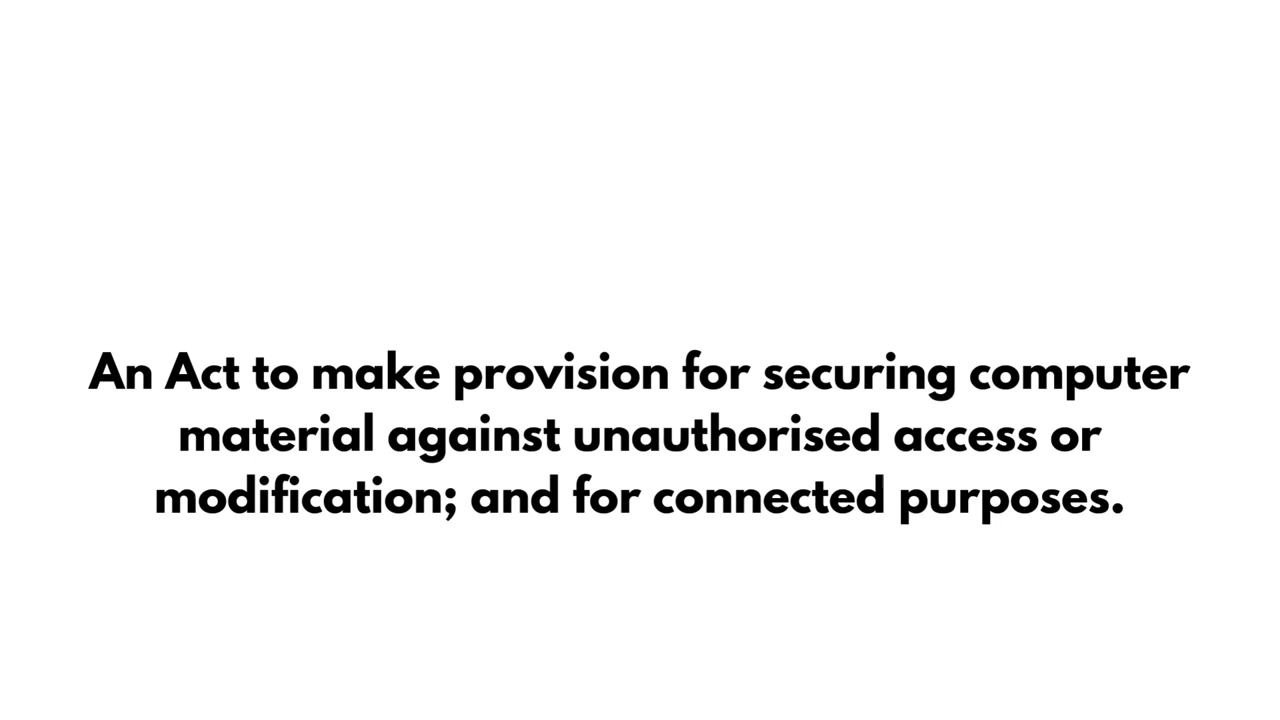 An Act to make provision for securing computer
material against unauthorised access or
modification; and for connected purposes.